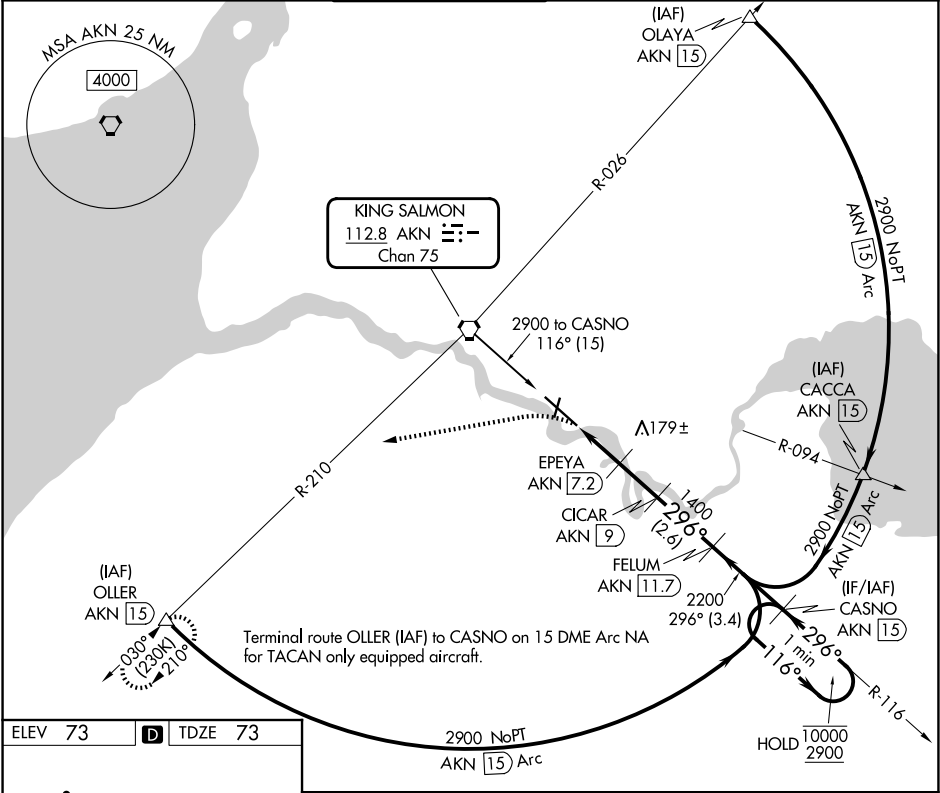 MSA AKN 25 NM
4000
(IAF)
OLAYA
AKN 15
R-026
2900 NoPT
AKN 15 Arc
KING SALMON
112.8 AKN
Chan 75
2900 to CASNO
116° (15)
(IAF)
CACCA
AKN 15
179±
R-094
EPEYA
AKN 7.2
R-210
CICAR
AKN 9
1400
296°
(2.6)
2900 NoPT
AKN 15 Arc
FELUM
AKN 11.7
2200
296° (3.4)
(IF/IAF)
CASNO
AKN 15
(IAF)
OLLER
AKN 15
030°
(230K)
210°
Terminal route OLLER (IAF) to CASNO on 15 DME Arc NA
for TACAN only equipped aircraft.
296°
1 min
116°
R-116
HOLD 10000
2900
2900 NoPT
AKN 15 Arc
ELEV 73 D TDZE 73